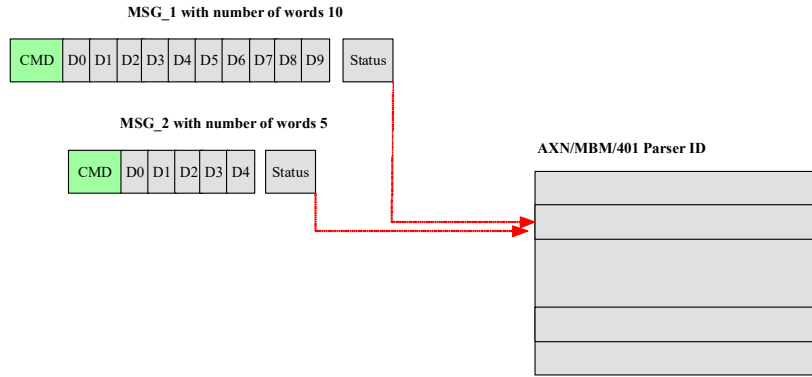 MSG_1 with number of words 10
CMD D0 D1 D2 D3 D4 D5 D6 D7 D8 D9 Status
MSG_2 with number of words 5
CMD D0 D1 D2 D3 D4 Status
AXN/MBM/401 Parser ID